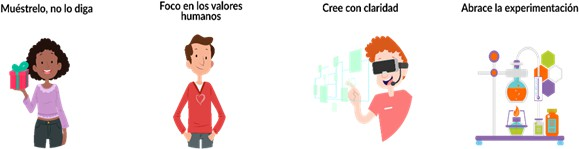 Muéstrelo, no lo diga
Foco en los valores
humanos
Cree con claridad
Abrace la experimentación